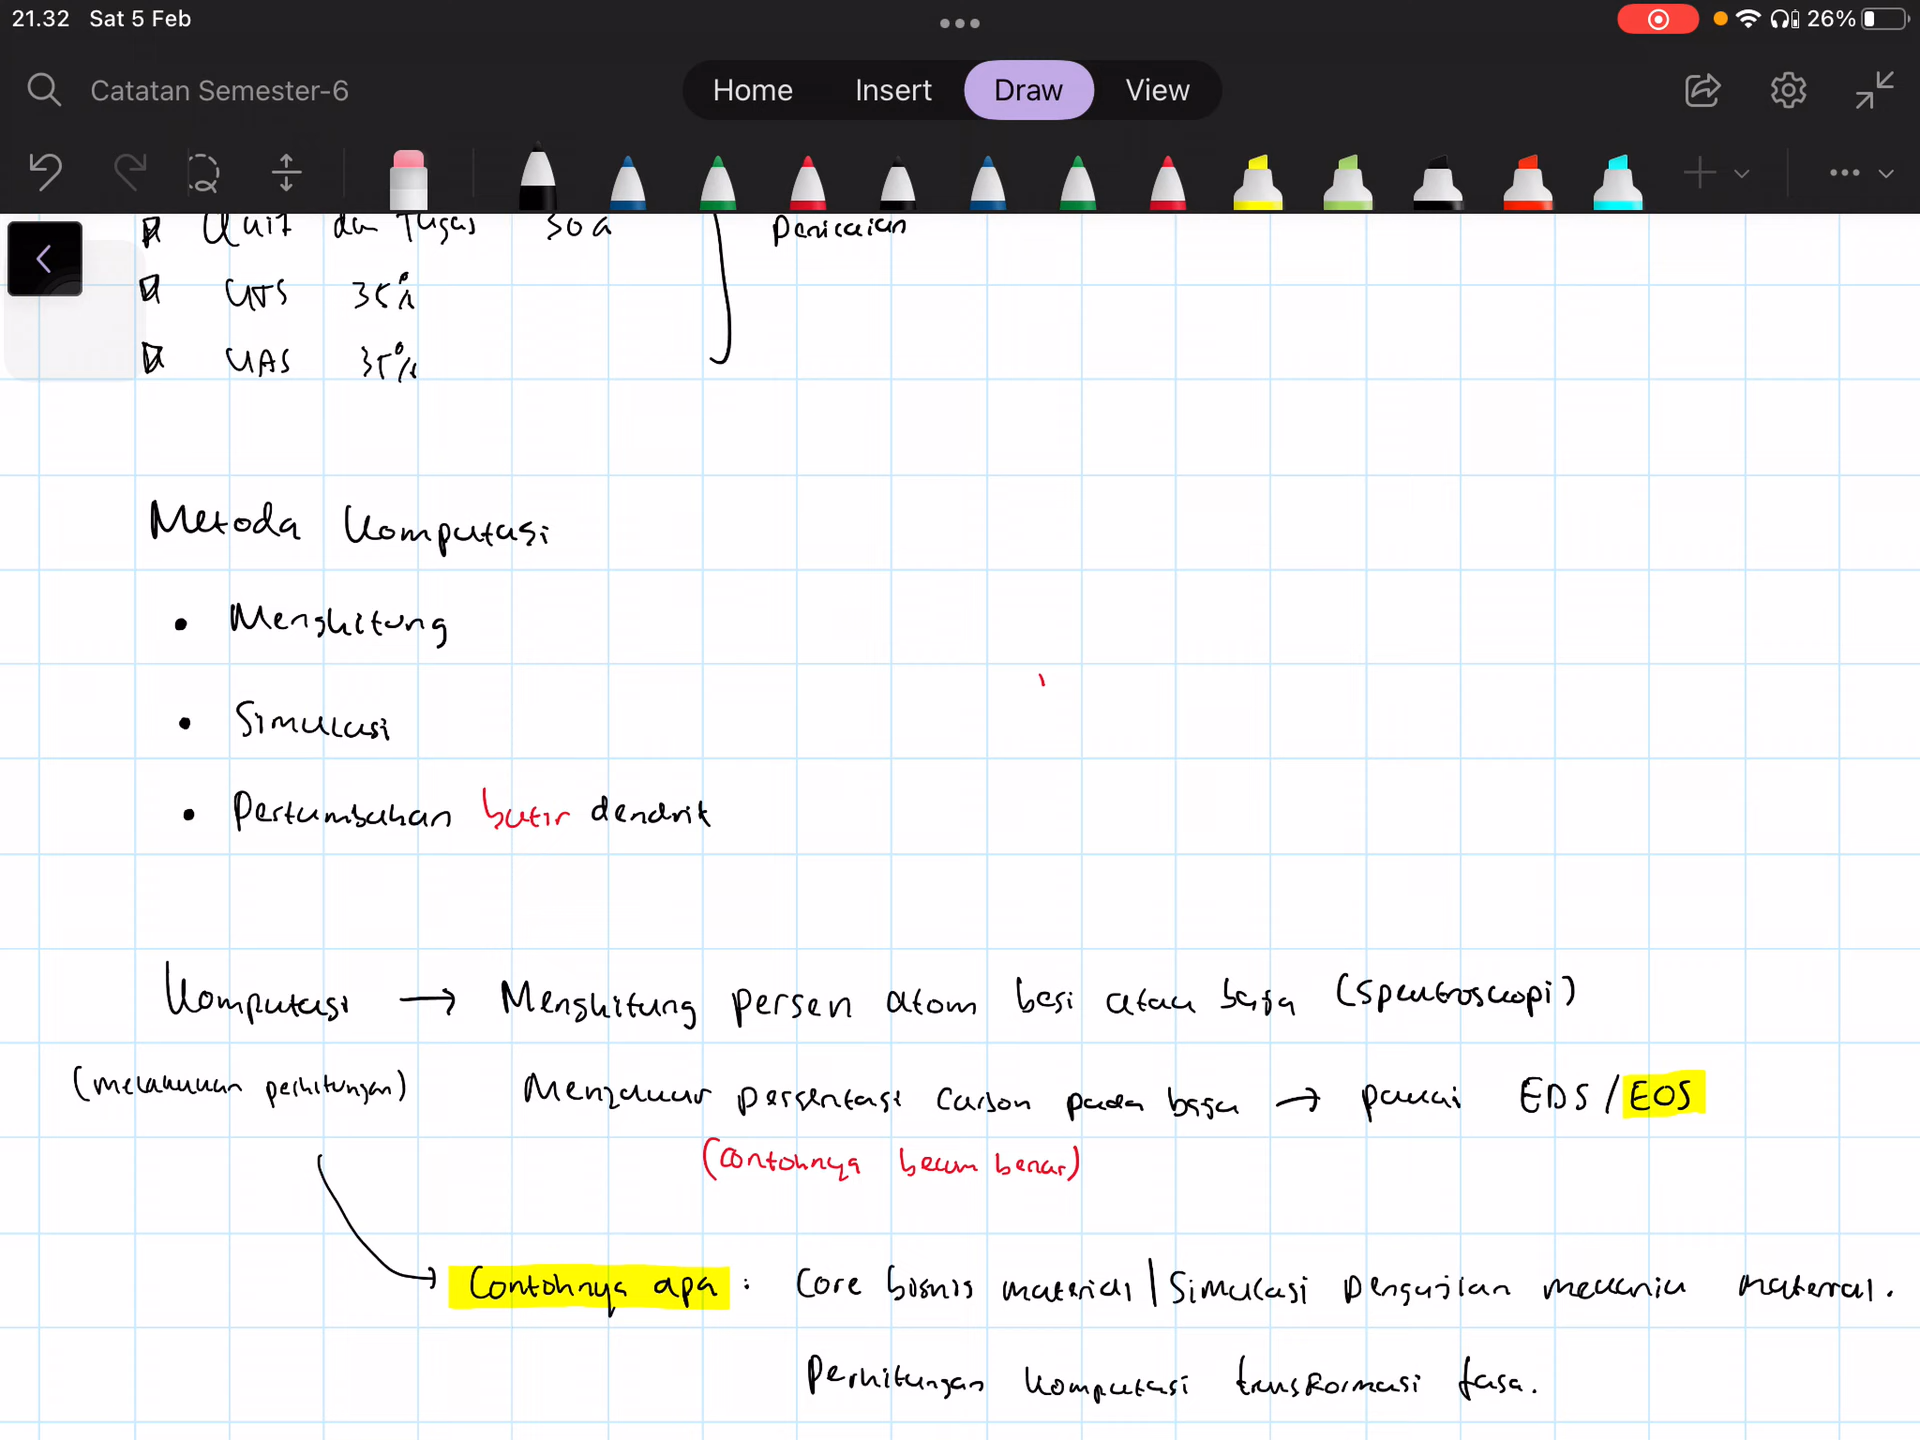 21.32 Sat 5 Feb
26%
Catatan Semester-6
Home Insert Draw View
Quiz dan Tugas 30% Penilaian
UTS 35%
UAS 35%
Metoda Komputasi
• Menghitung
• Simulasi
• Pertumbuhan butir dendrit
Komputasi → Menghitung persen atom besi atau baja (Spektroskopi)
(melakukan perhitungan) Mengukur persentasi Carbon pada baja → pakai EDS / EOS
(Contohnya belum benar)
Contohnya apa : Core bisnis material | Simulasi pengujian mekanik material.
Perhitungan komputasi transformasi fasa.